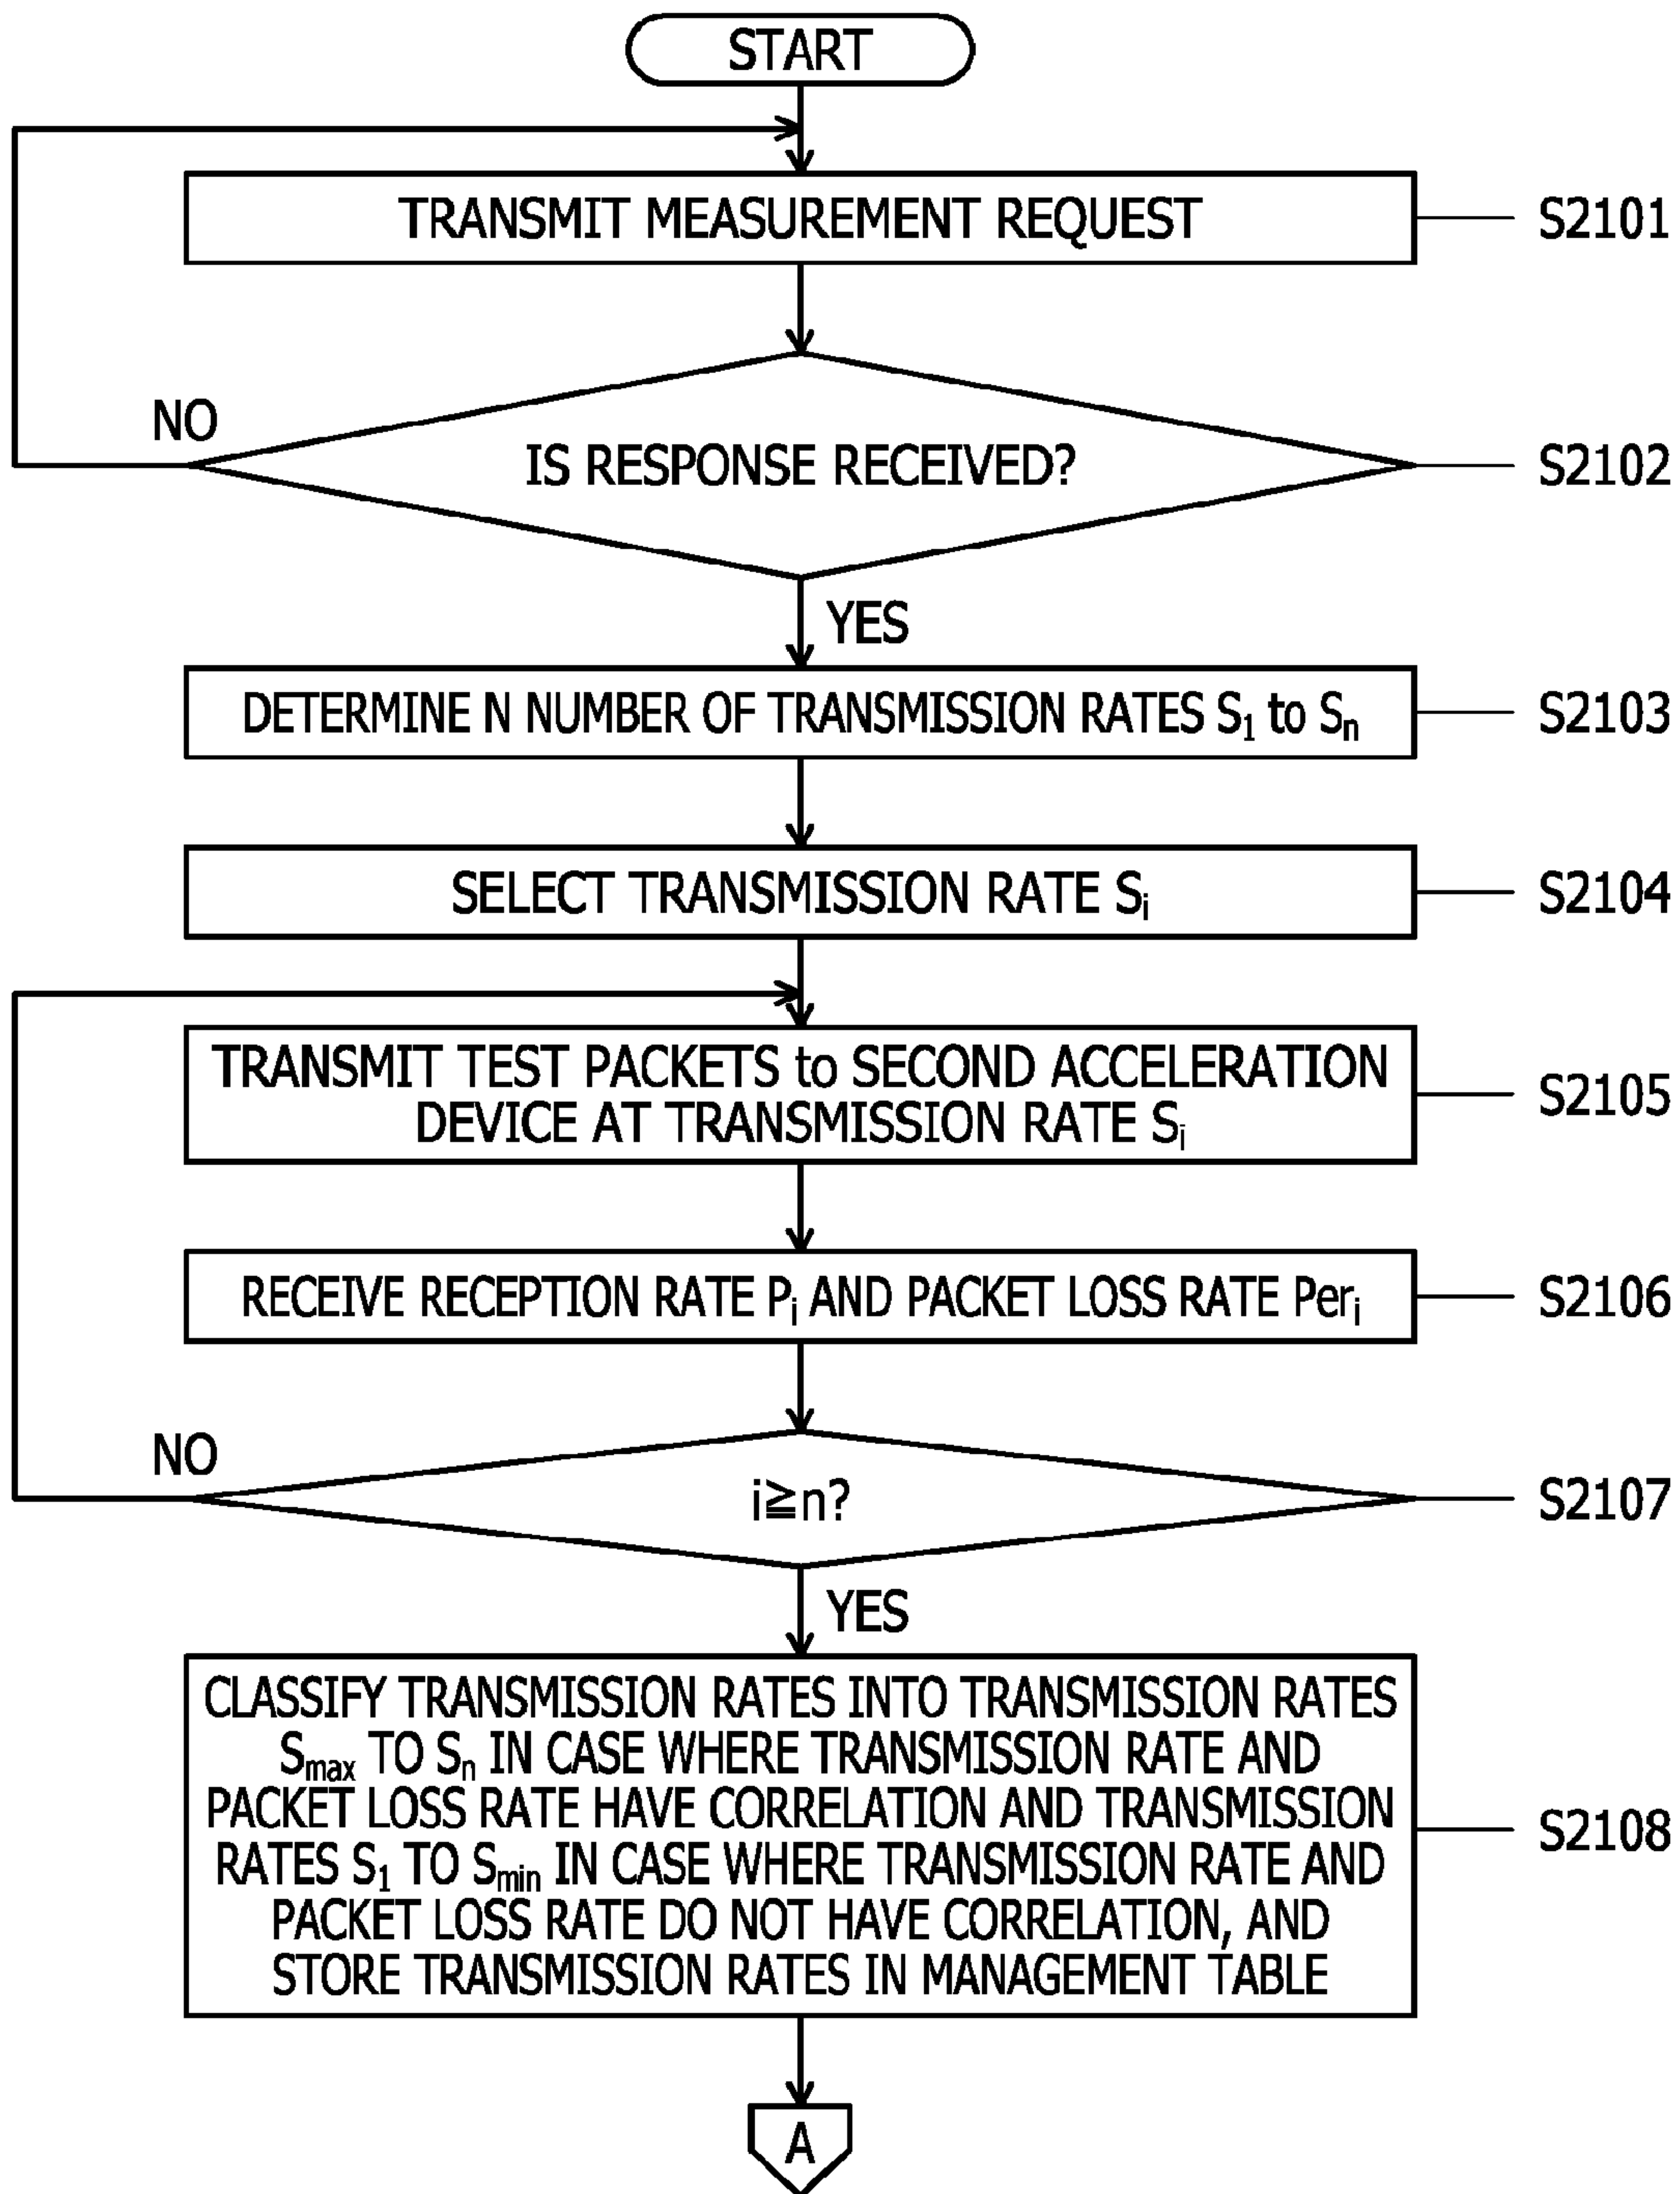 START
TRANSMIT MEASUREMENT REQUEST
S2101
NO
IS RESPONSE RECEIVED?
S2102
YES
DETERMINE N NUMBER OF TRANSMISSION RATES S₁ to Sₙ
S2103
SELECT TRANSMISSION RATE Sᵢ
S2104
TRANSMIT TEST PACKETS to SECOND ACCELERATION
DEVICE AT TRANSMISSION RATE Sᵢ
S2105
RECEIVE RECEPTION RATE Pᵢ AND PACKET LOSS RATE Perᵢ
S2106
NO
i≧n?
S2107
YES
CLASSIFY TRANSMISSION RATES INTO TRANSMISSION RATES
Sₘₐₓ TO Sₙ IN CASE WHERE TRANSMISSION RATE AND
PACKET LOSS RATE HAVE CORRELATION AND TRANSMISSION
RATES S₁ TO Sₘᵢₙ IN CASE WHERE TRANSMISSION RATE AND
PACKET LOSS RATE DO NOT HAVE CORRELATION, AND
STORE TRANSMISSION RATES IN MANAGEMENT TABLE
S2108
A